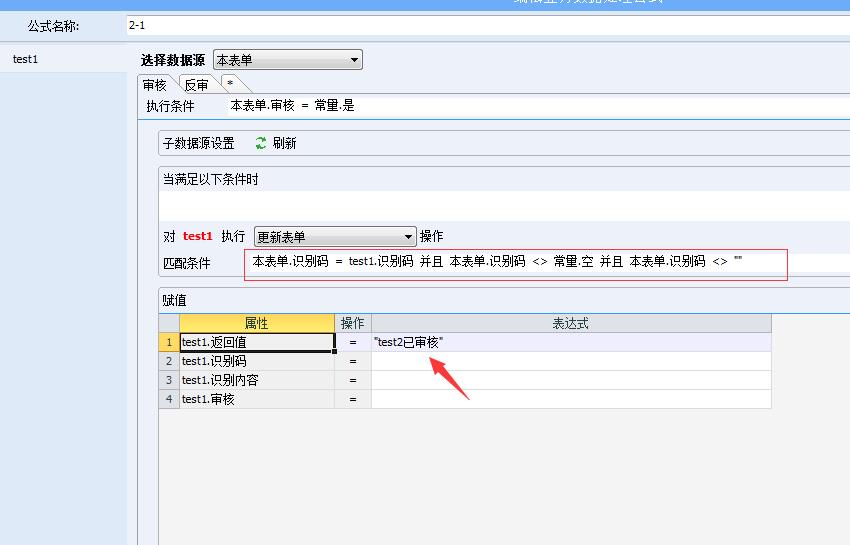 公式名称: 2-1
test1
选择数据源 本表单
审核 反审 *
执行条件 本表单.审核 = 常量.是
子数据源设置 刷新
当满足以下条件时
对 test1 执行 更新表单 操作
匹配条件 本表单.识别码 = test1.识别码 并且 本表单.识别码 <> 常量.空 并且 本表单.识别码 <> ""
赋值
属性 操作 表达式
1 test1.返回值 = "test2已审核"
2 test1.识别码 =
3 test1.识别内容 =
4 test1.审核 =